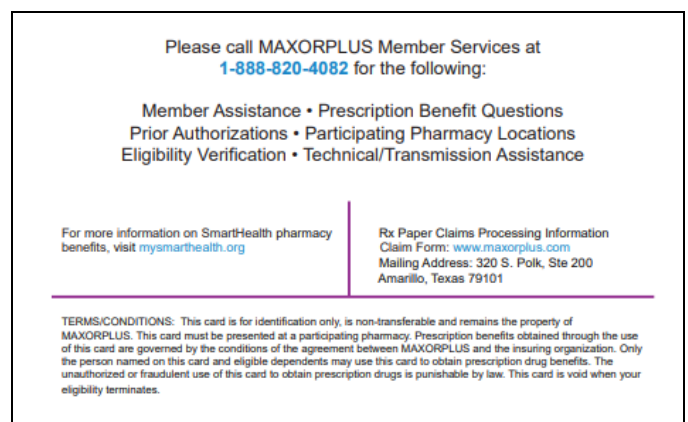 Please call MAXORPLUS Member Services at
1-888-820-4082 for the following:
Member Assistance • Prescription Benefit Questions
Prior Authorizations • Participating Pharmacy Locations
Eligibility Verification • Technical/Transmission Assistance
For more information on SmartHealth pharmacy
benefits, visit mysmarthealth.org
Rx Paper Claims Processing Information
Claim Form: www.maxorplus.com
Mailing Address: 320 S. Polk, Ste 200
Amarillo, Texas 79101
TERMS/CONDITIONS: This card is for identification only, is non-transferable and remains the property of
MAXORPLUS. This card must be presented at a participating pharmacy. Prescription benefits obtained through the use
of this card are governed by the conditions of the agreement between MAXORPLUS and the insuring organization. Only
the person named on this card and eligible dependents may use this card to obtain prescription drug benefits. The
unauthorized or fraudulent use of this card to obtain prescription drugs is punishable by law. This card is void when your
eligibility terminates.